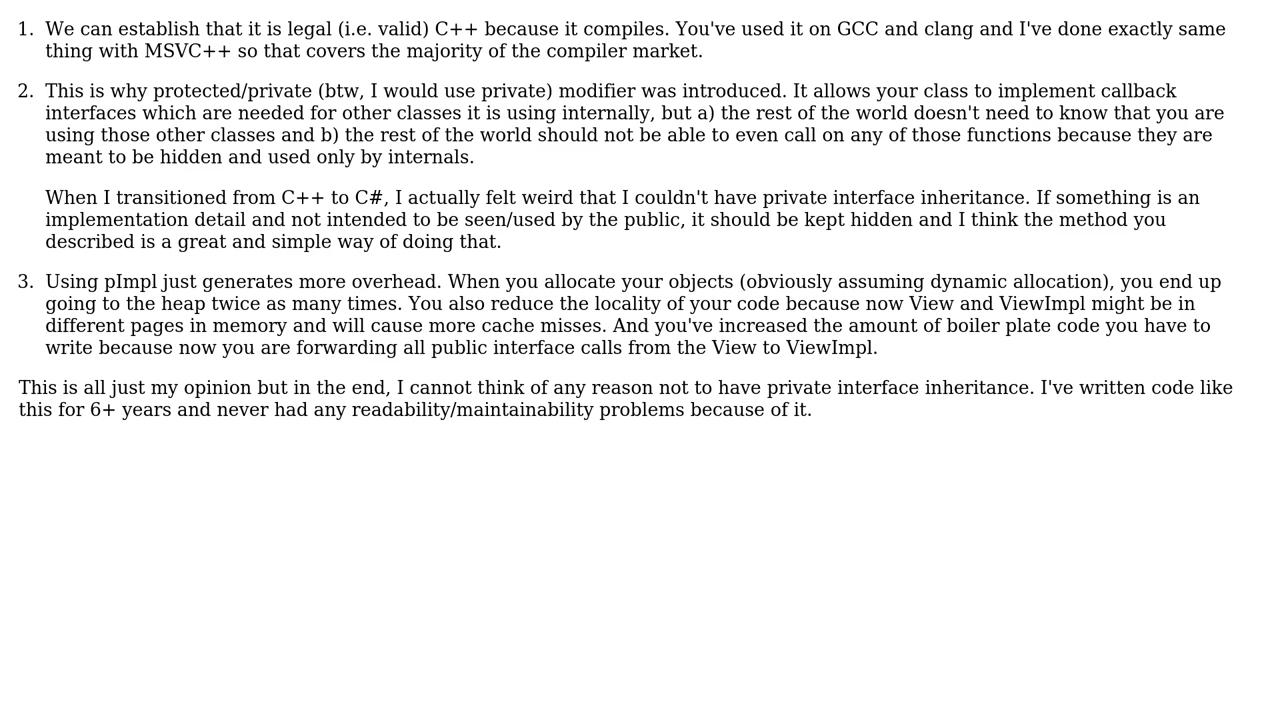 1. We can establish that it is legal (i.e. valid) C++ because it compiles. You've used it on GCC and clang and I've done exactly same
thing with MSVC++ so that covers the majority of the compiler market.
2. This is why protected/private (btw, I would use private) modifier was introduced. It allows your class to implement callback
interfaces which are needed for other classes it is using internally, but a) the rest of the world doesn't need to know that you are
using those other classes and b) the rest of the world should not be able to even call on any of those functions because they are
meant to be hidden and used only by internals.
When I transitioned from C++ to C#, I actually felt weird that I couldn't have private interface inheritance. If something is an
implementation detail and not intended to be seen/used by the public, it should be kept hidden and I think the method you
described is a great and simple way of doing that.
3. Using pImpl just generates more overhead. When you allocate your objects (obviously assuming dynamic allocation), you end up
going to the heap twice as many times. You also reduce the locality of your code because now View and ViewImpl might be in
different pages in memory and will cause more cache misses. And you've increased the amount of boiler plate code you have to
write because now you are forwarding all public interface calls from the View to ViewImpl.
This is all just my opinion but in the end, I cannot think of any reason not to have private interface inheritance. I've written code like
this for 6+ years and never had any readability/maintainability problems because of it.